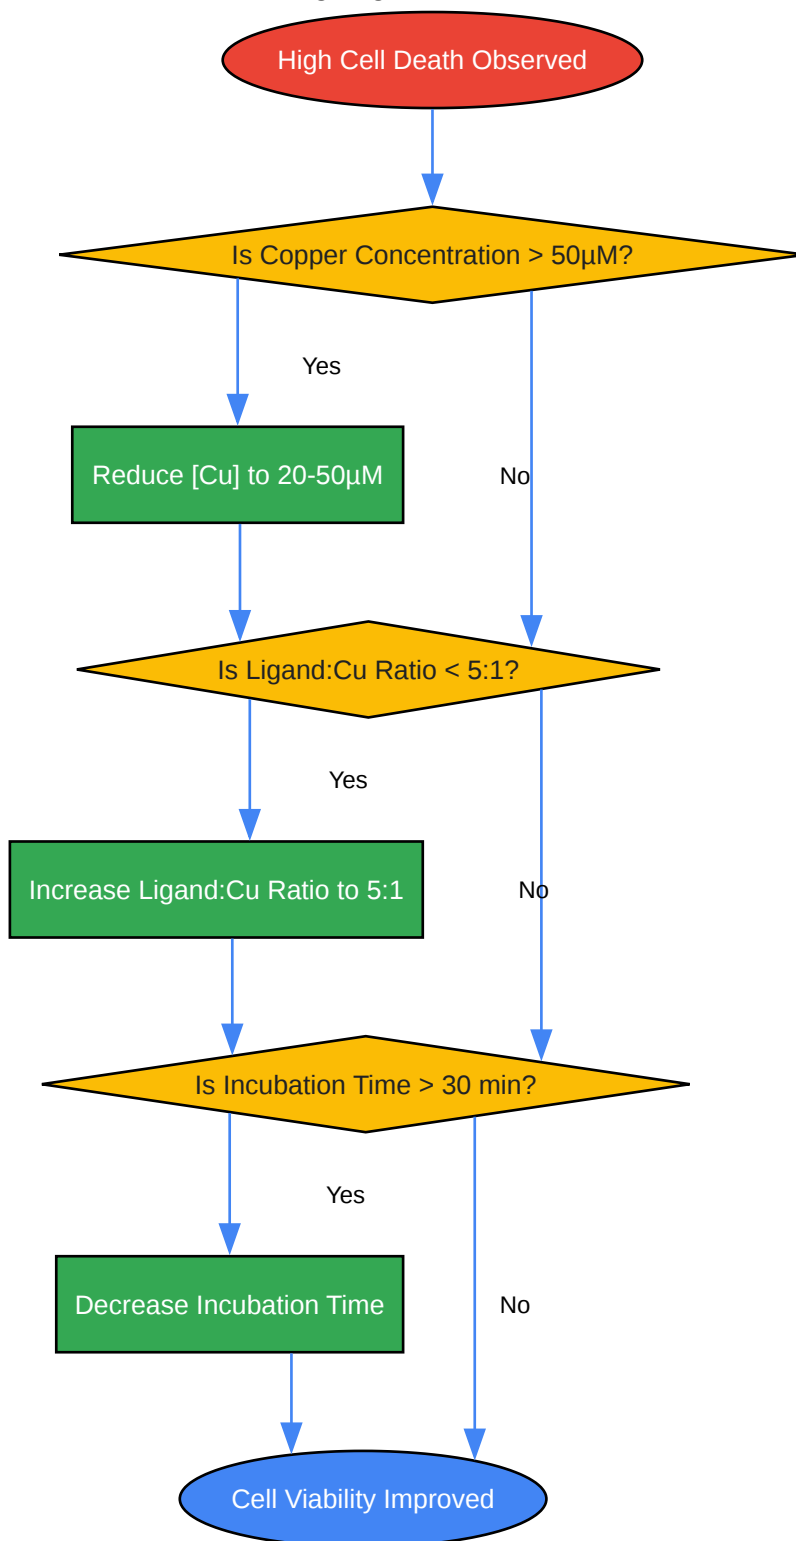 High Cell Death Observed
Is Copper Concentration > 50µM?
Yes
Reduce [Cu] to 20-50µM
No
Is Ligand:Cu Ratio < 5:1?
Yes
Increase Ligand:Cu Ratio to 5:1
No
Is Incubation Time > 30 min?
Yes
Decrease Incubation Time
No
Cell Viability Improved